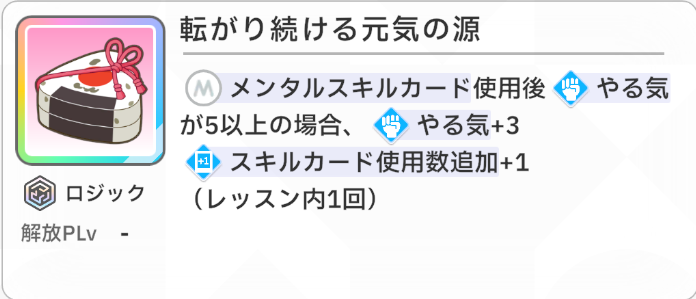 転がり続ける元気の源
M メンタルスキルカード使用後 やる気
が5以上の場合、 やる気+3
+1 スキルカード使用数追加+1
（レッスン内1回）
ロジック
解放PLv -